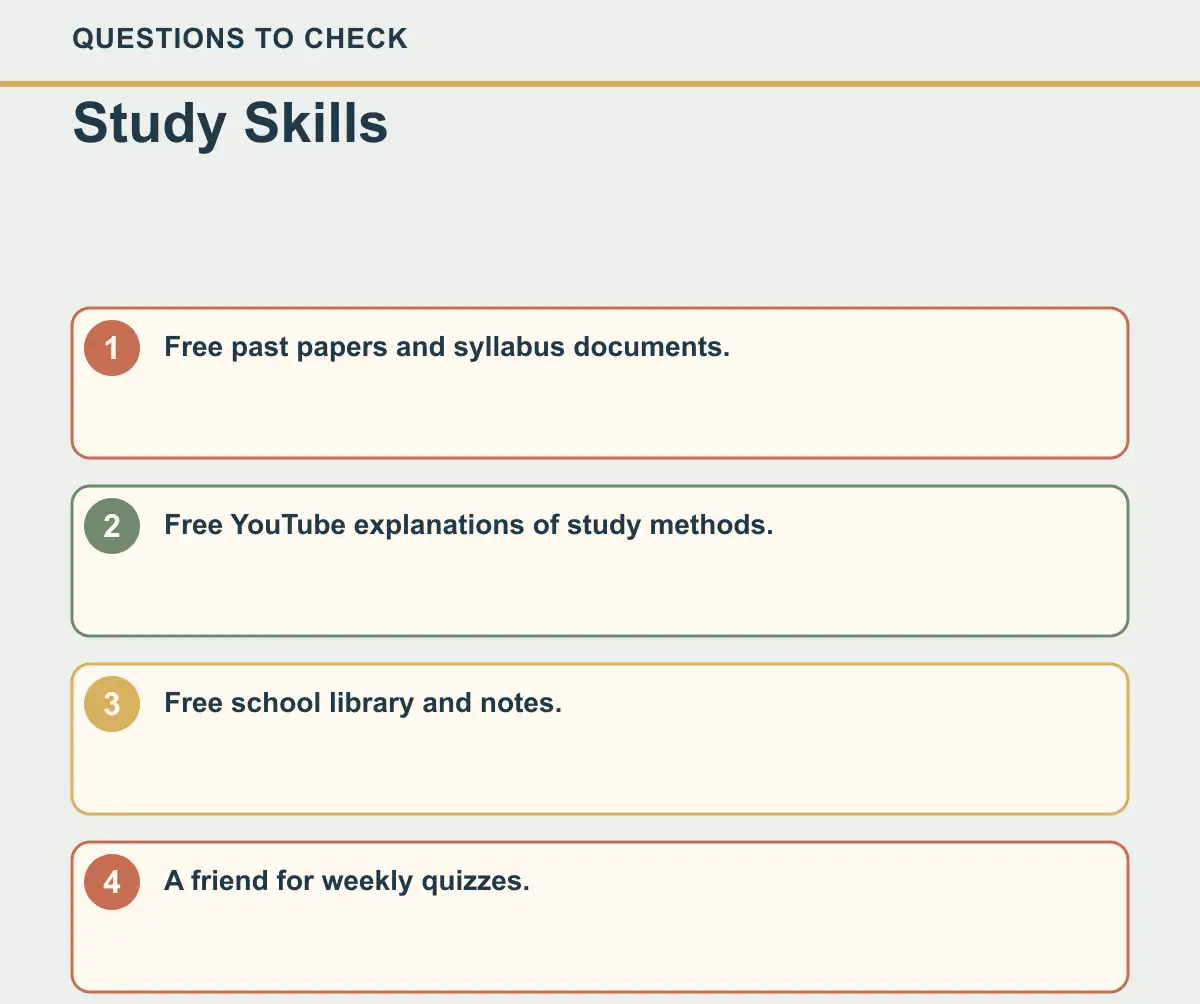 QUESTIONS TO CHECK
Study Skills
1 Free past papers and syllabus documents.
2 Free YouTube explanations of study methods.
3 Free school library and notes.
4 A friend for weekly quizzes.